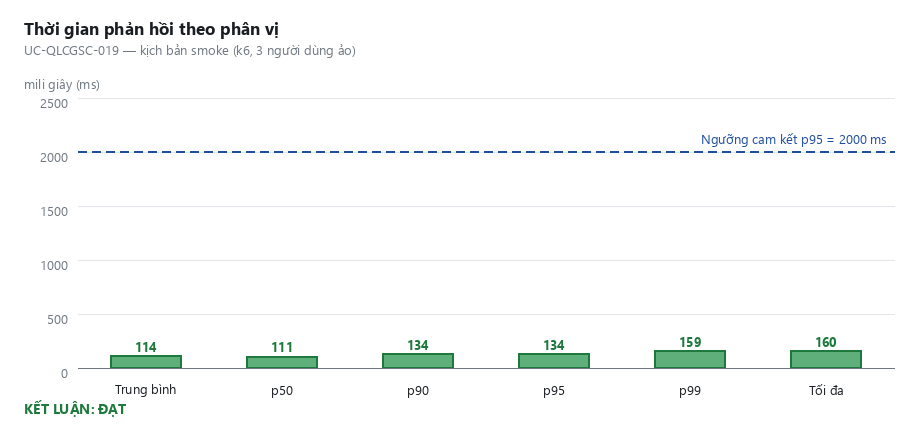 Thời gian phản hồi theo phân vị
UC-QLCGSC-019 — kịch bản smoke (k6, 3 người dùng ảo)
mili giây (ms)
2500
Ngưỡng cam kết p95 = 2000 ms
2000
1500
1000
500
0
114
111
134
134
159
160
Trung bình
p50
p90
p95
p99
Tối đa
KẾT LUẬN: ĐẠT